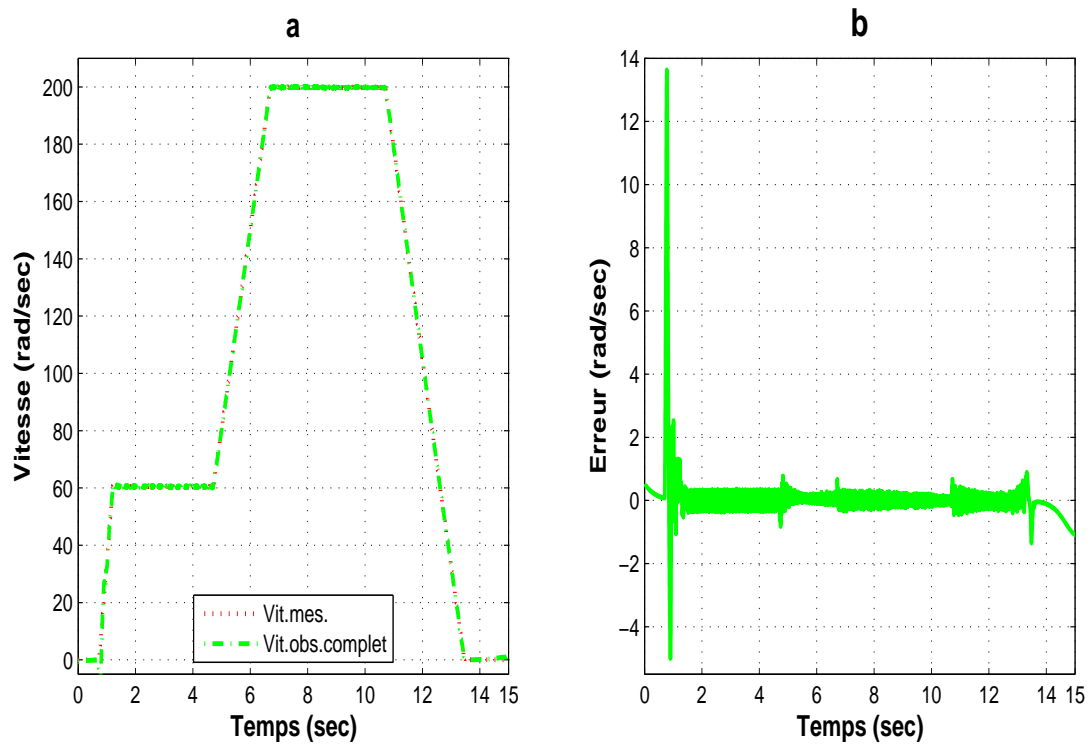 a
Vitesse (rad/sec)
200
180
160
140
120
100
80
60
40
20
0
Vit.mes.
Vit.obs.complet
0 2 4 6 8 10 12 14 15
Temps (sec)
b
Erreur (rad/sec)
14
12
10
8
6
4
2
0
−2
−4
0 2 4 6 8 10 12 14 15
Temps (sec)